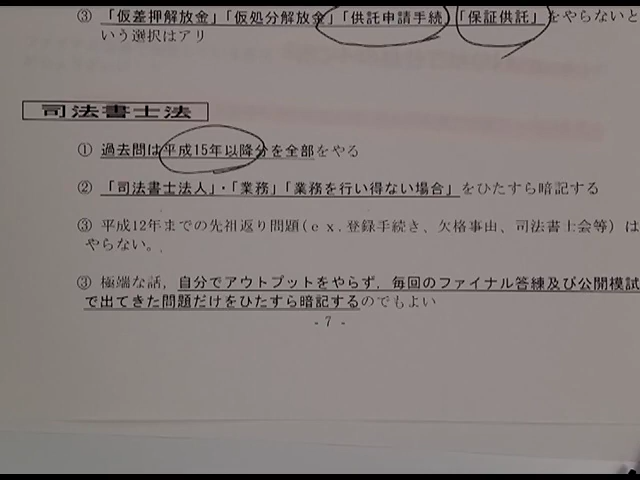 ③ 「仮差押解放金」「仮処分解放金」「供託申請手続 「保証供託」をやらないと
いう選択はアリ
司法書士法
① 過去問は平成15年以降分を全部をやる
② 「司法書士法人」・「業務」「業務を行い得ない場合」をひたすら暗記する
③ 平成12年までの先祖返り問題(ex.登録手続き、欠格事由、司法書士会等)は
やらない。
③ 極端な話，自分でアウトプットをやらず，毎回のファイナル答練及び公開模試
で出てきた問題だけをひたすら暗記するのでもよい
- 7 -